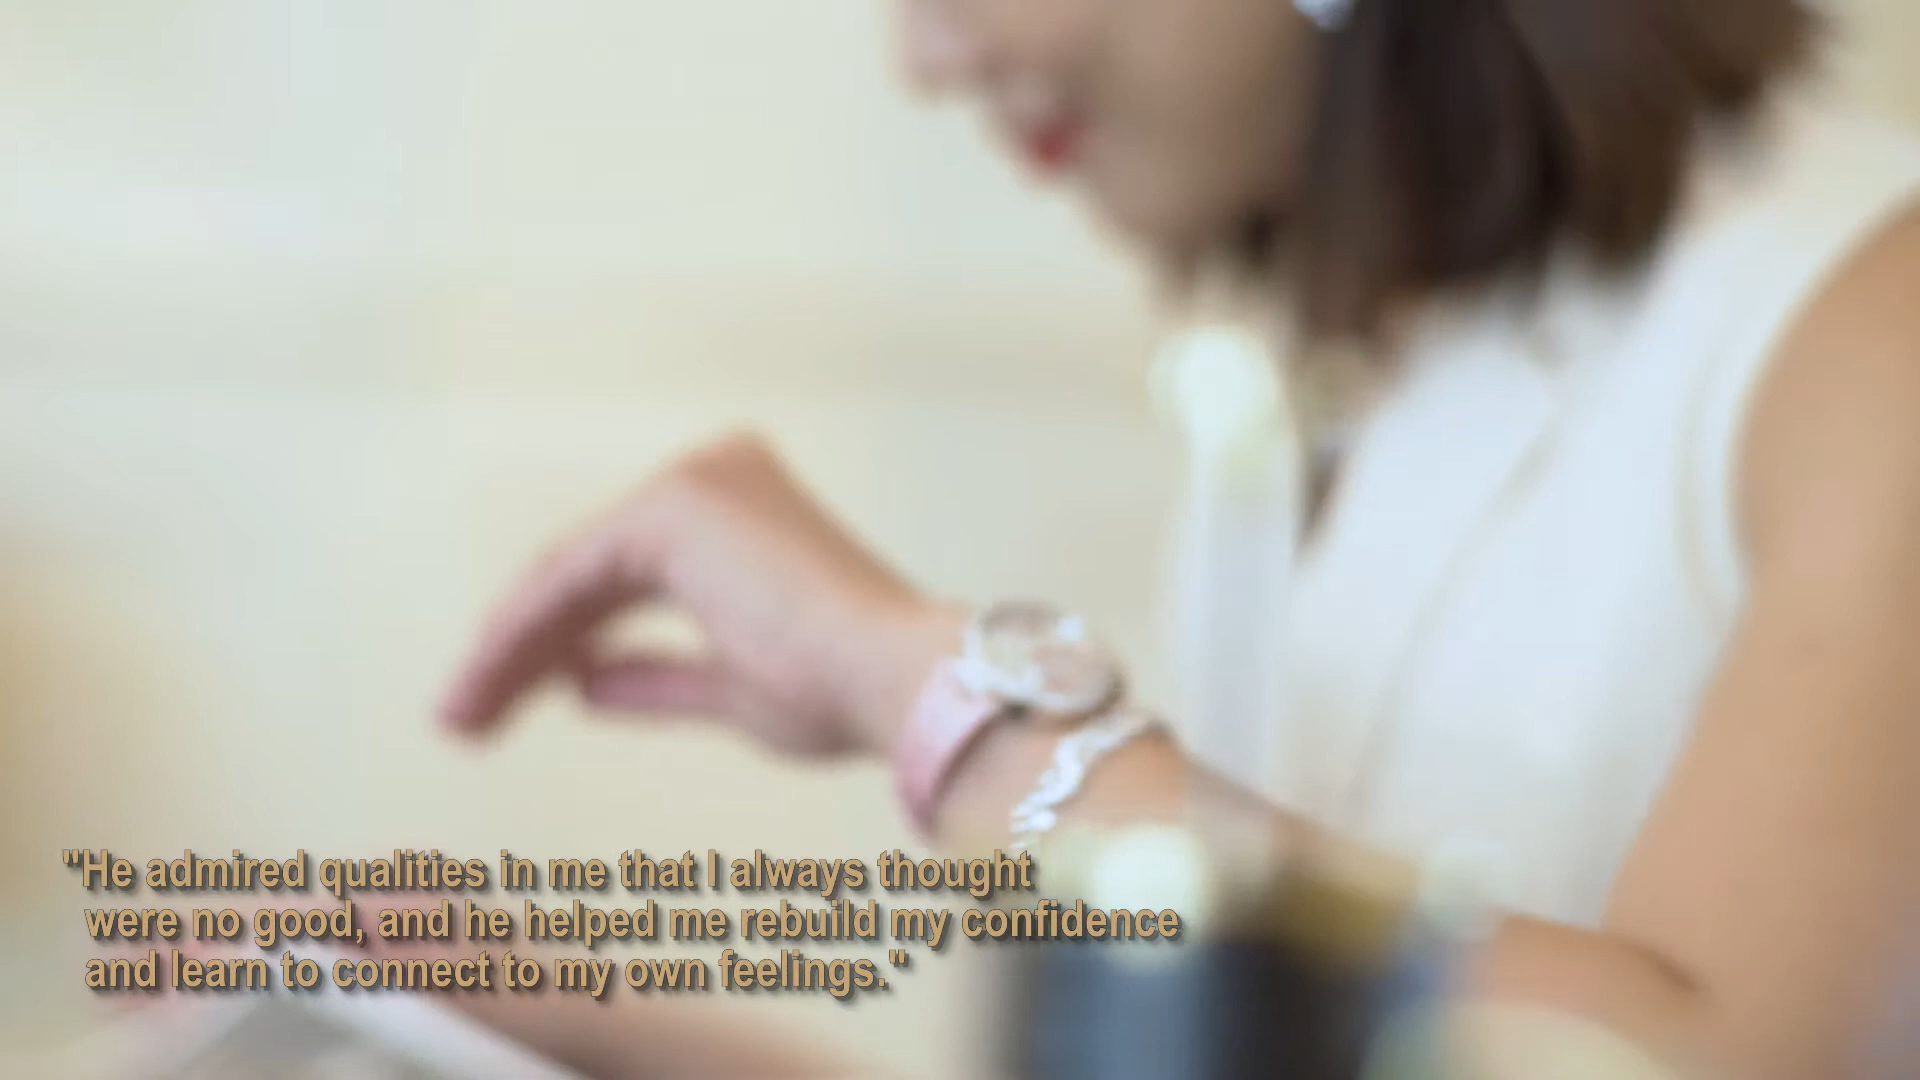 "He admired qualities in me that I always thought
were no good, and he helped me rebuild my confidence
and learn to connect to my own feelings."